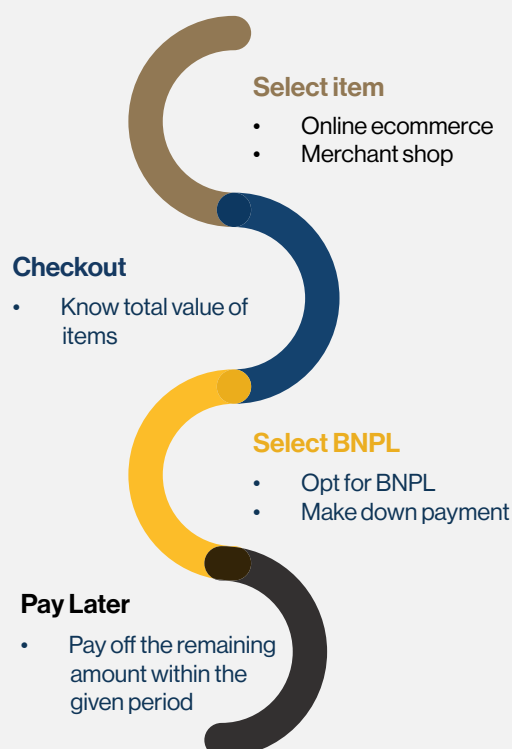 Select item
• Online ecommerce
• Merchant shop
Checkout
• Know total value of
items
Select BNPL
• Opt for BNPL
• Make down payment
Pay Later
• Pay off the remaining
amount within the
given period